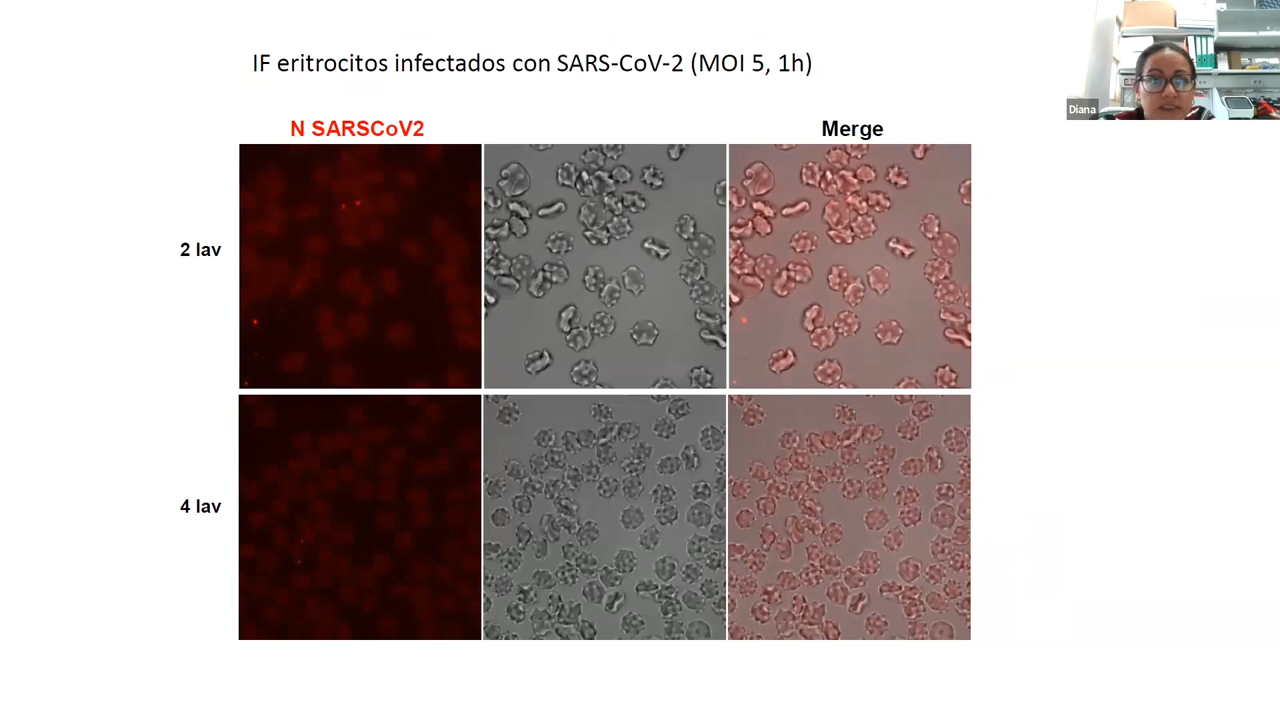 IF eritrocitos infectados con SARS-CoV-2 (MOI 5, 1h)
Diana
N SARSCoV2
Merge
2 lav
4 lav